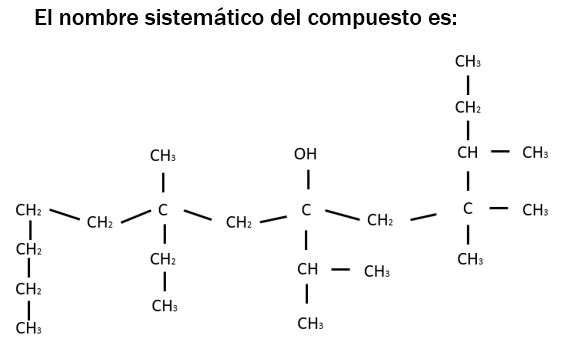 El nombre sistemático del compuesto es:
CH₃
CH₂
CH₃ OH CH — CH₃
CH₂ CH₂ C CH₂ C CH₂ C — CH₃
CH₂ CH₂ CH — CH₃ CH₃
CH₂ CH₃ CH₃
CH₃